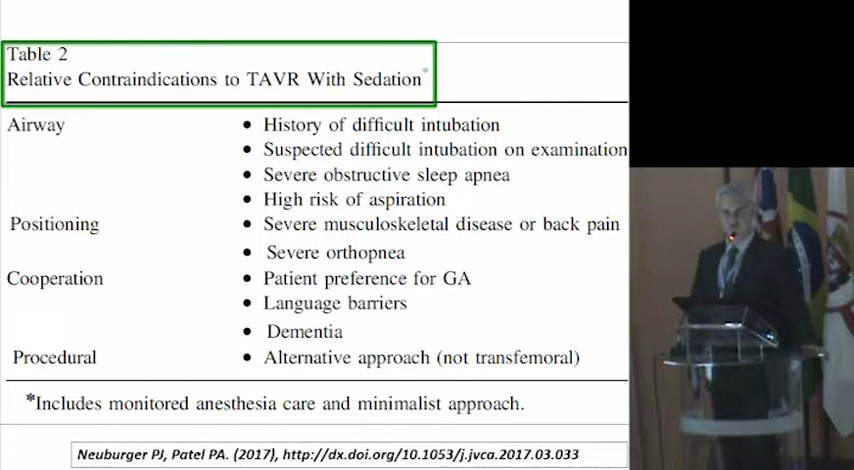 Table 2
Relative Contraindications to TAVR With Sedation*
Airway • History of difficult intubation
• Suspected difficult intubation on examination
• Severe obstructive sleep apnea
• High risk of aspiration
Positioning • Severe musculoskeletal disease or back pain
• Severe orthopnea
Cooperation • Patient preference for GA
• Language barriers
• Dementia
Procedural • Alternative approach (not transfemoral)
*Includes monitored anesthesia care and minimalist approach.
Neuburger PJ, Patel PA. (2017), http://dx.doi.org/10.1053/j.jvca.2017.03.033